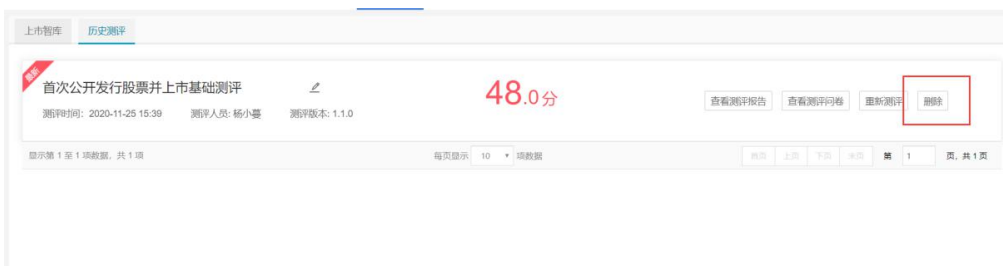 上市智库 历史测评
最新
首次公开发行股票并上市基础测评
48.0分
查看测评报告 查看测评问卷 重新测评 删除
测评时间: 2020-11-25 15:39 测评人员: 杨小蔓 测评版本: 1.1.0
显示第 1 至 1 项数据, 共 1 项 每页显示 10 项数据 首页 上页 下页 末页 第 1 页, 共 1 页